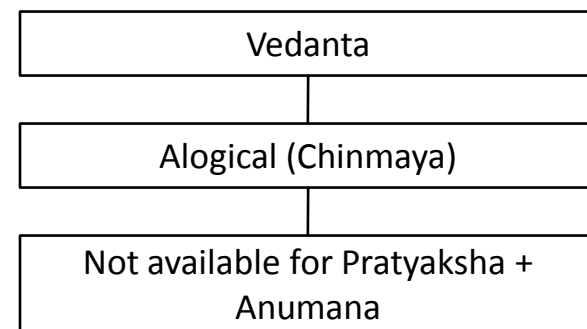 Vedanta
Alogical (Chinmaya)
Not available for Pratyaksha +
Anumana